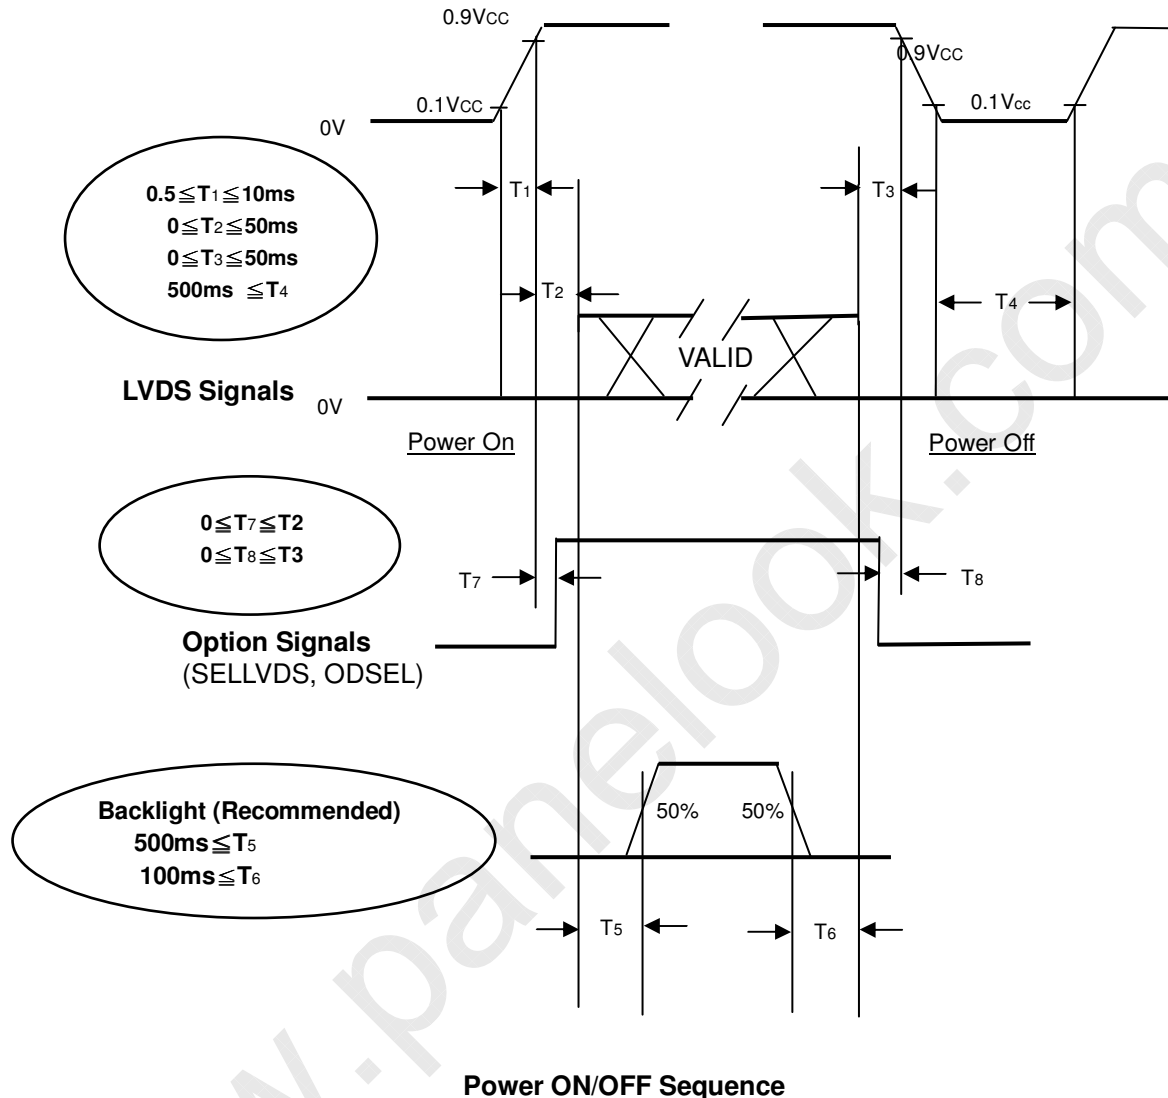 0.9VCC
0.9VCC
0.1VCC
0.1Vcc
0V
0.5≦T1≦10ms
0≦T2≦50ms
0≦T3≦50ms
500ms ≦T4
T1
T3
T2
T4
VALID
LVDS Signals
0V
Power On
Power Off
0≦T7≦T2
0≦T8≦T3
T7
T8
Option Signals
(SELLVDS, ODSEL)
Backlight (Recommended)
500ms≦T5
100ms≦T6
50%
50%
T5
T6
Power ON/OFF Sequence
w.panelook.com